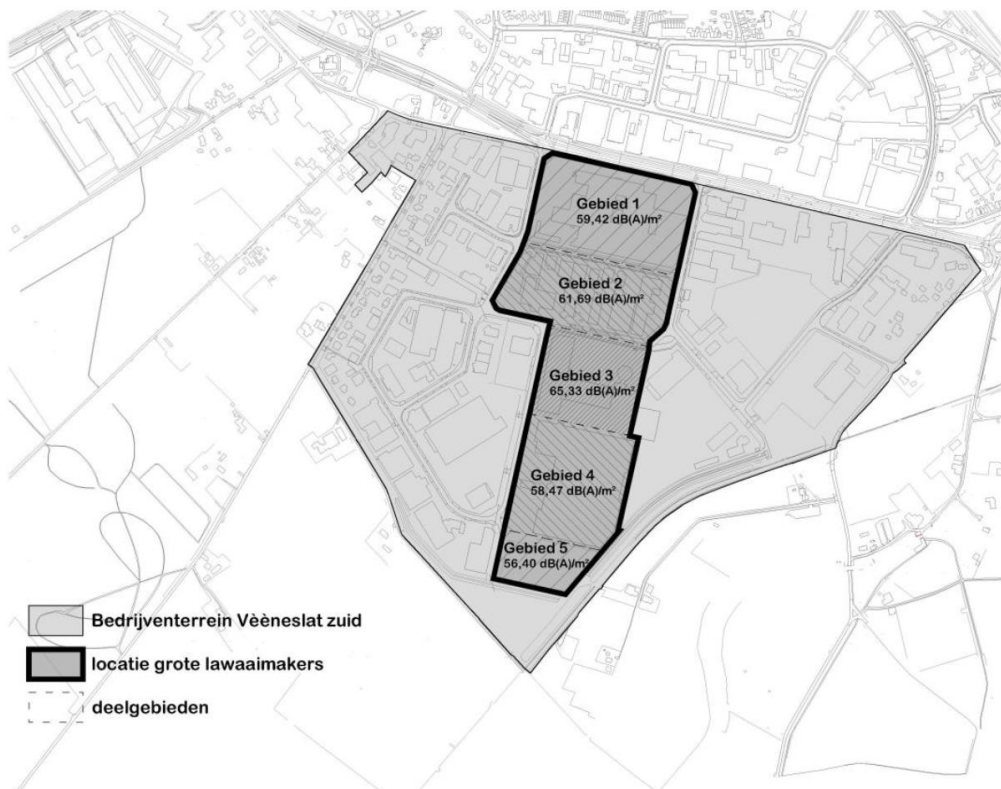 Gebied 1
59,42 dB(A)/m²
Gebied 2
61,69 dB(A)/m²
Gebied 3
65,33 dB(A)/m²
Gebied 4
58,47 dB(A)/m²
Gebied 5
56,40 dB(A)/m²
Bedrijventerrein Vèèneslat zuid
locatie grote lawaaimakers
deelgebieden